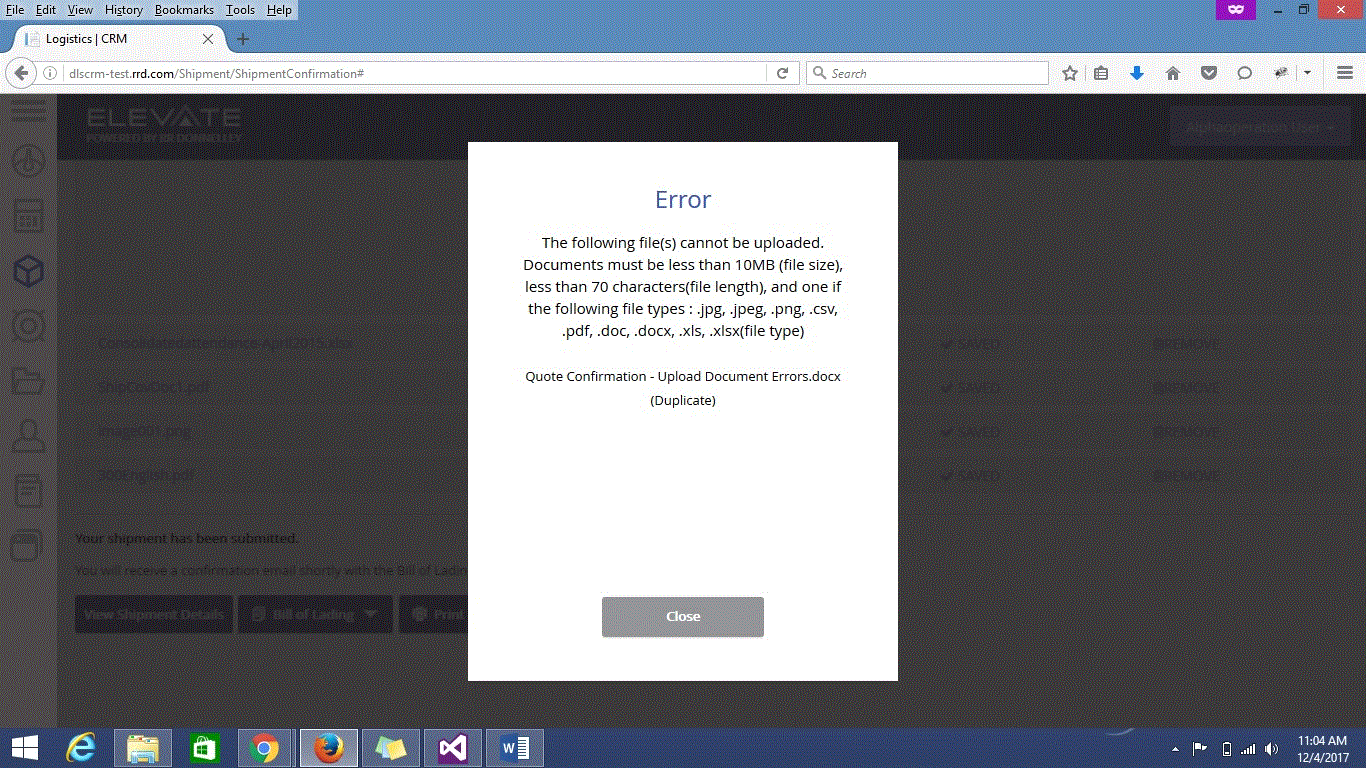 File Edit View History Bookmarks Tools Help
Logistics | CRM
dlscrm-test.rrd.com/Shipment/ShipmentConfirmation#
Search
ELEVATE
POWERED BY RR DONNELLEY
Alphaoperation User
Error
The following file(s) cannot be uploaded.
Documents must be less than 10MB (file size),
less than 70 characters(file length), and one if
the following file types : .jpg, .jpeg, .png, .csv,
.pdf, .doc, .docx, .xls, .xlsx(file type)
Quote Confirmation - Upload Document Errors.docx
(Duplicate)
Close
Consolidatedattendance-April2015.xlsx SAVED REMOVE
ShipCovDoc1.pdf SAVED REMOVE
image001.png SAVED REMOVE
300English.pdf SAVED REMOVE
Your shipment has been submitted.
You will receive a confirmation email shortly with the Bill of Lading
View Shipment Details Bill of Lading Print
11:04 AM
12/4/2017